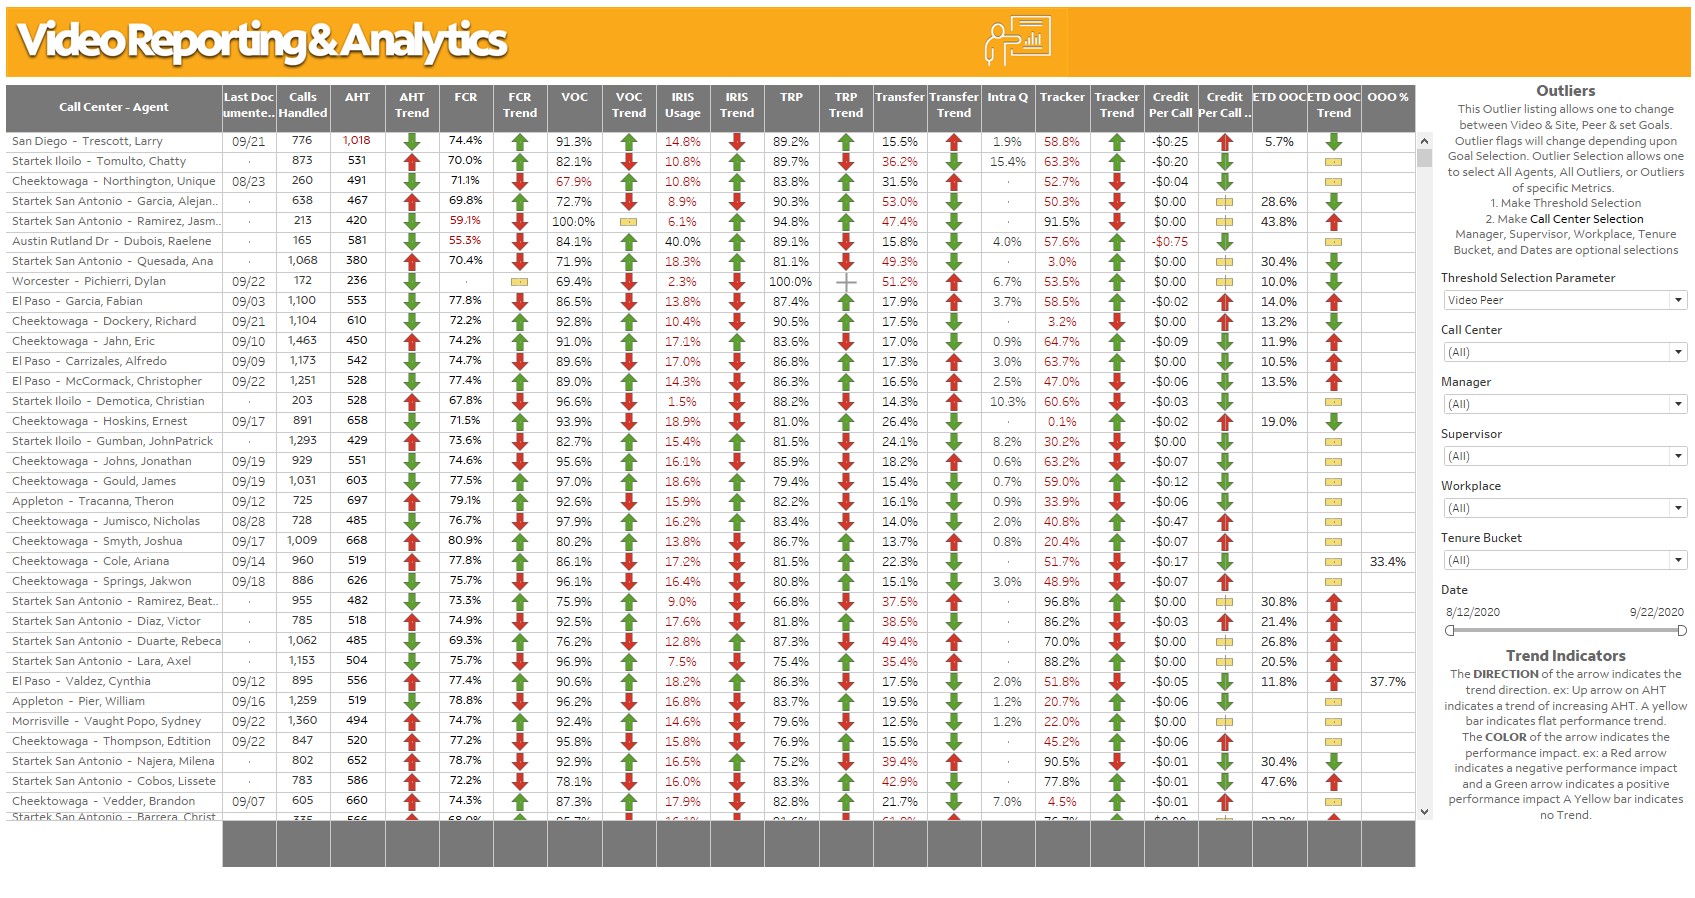 Video Reporting & Analytics
Call Center - Agent Last Doc umente.. Calls Handled AHT AHT Trend FCR FCR Trend VOC VOC Trend IRIS Usage IRIS Trend TRP TRP Trend Transfer Transfer Trend Intra Q Tracker Tracker Trend Credit Per Call Credit Per Call .. ETD OOC ETD OOC Trend OOO %
San Diego - Trescott, Larry 09/21 776 1,018 74.4% 91.3% 14.8% 89.2% 15.5% 1.9% 58.8% -$0:25 5.7%
Startek Iloilo - Tomulto, Chatty 873 531 70.0% 82.1% 10.8% 89.7% 36.2% 15.4% 63.3% -$0:20
Cheektowaga - Northington, Unique 08/23 260 491 71.1% 67.9% 10.8% 83.8% 31.5% 52.7% -$0:04
Startek San Antonio - Garcia, Alejan.. 638 467 69.8% 72.7% 8.9% 90.3% 53.0% 50.3% $0:00 28.6%
Startek San Antonio - Ramirez, Jasm.. 213 420 59.1% 100:0% 6.1% 94.8% 47.4% 91.5% $0:00 43.8%
Austin Rutland Dr - Dubois, Raelene 165 581 55.3% 84.1% 40.0% 89.1% 15.8% 4.0% 57.6% -$0:75
Startek San Antonio - Quesada, Ana 1,068 380 70.4% 71.9% 18.3% 81.1% 49.3% 3.0% $0:00 30.4%
Worcester - Pichierri, Dylan 09/22 172 236 69.4% 2.3% 100:0% 51.2% 6.7% 53.5% $0:00 10.0%
El Paso - Garcia, Fabian 09/03 1,100 553 77.8% 86.5% 13.8% 87.4% 17.9% 3.7% 58.5% -$0:02 14.0%
Cheektowaga - Dockery, Richard 09/21 1,104 610 72.2% 92.8% 10.4% 90.5% 17.5% 3.2% $0:00 13.2%
Cheektowaga - Jahn, Eric 09/10 1,463 450 74.2% 91.0% 17.1% 83.6% 17.0% 0.9% 64.7% -$0:09 11.9%
El Paso - Carrizales, Alfredo 09/09 1,173 542 74.7% 89.6% 17.0% 86.8% 17.3% 3.0% 63.7% $0:00 10.5%
El Paso - McCormack, Christopher 09/22 1,251 528 77.4% 89.0% 14.3% 86.3% 16.5% 2.5% 47.0% -$0:06 13.5%
Startek Iloilo - Demotica, Christian 203 528 67.8% 96.6% 1.5% 88.2% 14.3% 10.3% 60.6% -$0:03
Cheektowaga - Hoskins, Ernest 09/17 891 658 71.5% 93.9% 18.9% 81.0% 26.4% 0.1% -$0:02 19.0%
Startek Iloilo - Gumban, JohnPatrick 1,293 429 73.6% 82.7% 15.4% 81.5% 24.1% 8.2% 30.2% $0:00
Cheektowaga - Johns, Jonathan 09/19 929 551 74.6% 95.6% 16.1% 85.9% 18.2% 0.6% 63.2% -$0:07
Cheektowaga - Gould, James 09/19 1,031 603 77.5% 97.0% 18.6% 79.4% 15.4% 0.7% 59.0% -$0:12
Appleton - Tracanna, Theron 09/12 725 697 79.1% 92.6% 15.9% 82.2% 16.1% 0.9% 33.9% -$0:06
Cheektowaga - Jumisco, Nicholas 08/28 728 485 76.7% 97.9% 16.2% 83.4% 14.0% 2.0% 40.8% -$0:47
Cheektowaga - Smyth, Joshua 09/17 1,009 668 80.9% 80.2% 13.8% 86.7% 13.7% 0.8% 20.4% -$0:07
Cheektowaga - Cole, Ariana 09/14 960 519 77.8% 86.1% 17.2% 81.5% 22.3% 51.7% -$0:17 33.4%
Cheektowaga - Springs, Jakwon 09/18 886 626 75.7% 96.1% 16.4% 80.8% 15.1% 3.0% 48.9% -$0:07
Startek San Antonio - Ramirez, Beat.. 955 482 73.3% 75.9% 9.0% 66.8% 37.5% 96.8% $0:00 30.8%
Startek San Antonio - Diaz, Victor 785 518 74.9% 92.5% 17.6% 81.8% 38.5% 86.2% -$0:03 21.4%
Startek San Antonio - Duarte, Rebeca 1,062 485 69.3% 76.2% 12.8% 87.3% 49.4% 70.0% $0:00 26.8%
Startek San Antonio - Lara, Axel 1,153 504 75.7% 96.9% 7.5% 75.4% 35.4% 88.2% $0:00 20.5%
El Paso - Valdez, Cynthia 09/12 895 556 77.4% 90.6% 18.2% 86.3% 17.5% 2.0% 51.8% -$0:05 11.8% 37.7%
Appleton - Pier, William 09/16 1,259 519 78.8% 96.2% 16.8% 83.7% 19.5% 1.2% 20.7% -$0:06
Morrisville - Vaught Popo, Sydney 09/22 1,360 494 74.7% 92.4% 14.6% 79.6% 12.5% 1.2% 22.0% $0:00
Cheektowaga - Thompson, Edtition 09/22 847 520 77.2% 95.8% 15.8% 76.9% 15.5% 45.2% -$0:06
Startek San Antonio - Najera, Milena 802 652 78.7% 92.9% 16.5% 75.2% 39.4% 90.5% -$0:01 30.4%
Startek San Antonio - Cobos, Lissete 783 586 72.2% 78.1% 16.0% 83.3% 42.9% 77.8% -$0:01 47.6%
Cheektowaga - Vedder, Brandon 09/07 605 660 74.3% 87.3% 17.9% 82.8% 21.7% 7.0% 4.5% -$0:01
Startek San Antonio - Barrera, Christ
Outliers
This Outlier listing allows one to change
between Video & Site, Peer & set Goals.
Outlier flags will change depending upon
Goal Selection. Outlier Selection allows one
to select All Agents, All Outliers, or Outliers
of specific Metrics.
1. Make Threshold Selection
2. Make Call Center Selection
Manager, Supervisor, Workplace, Tenure
Bucket, and Dates are optional selections
Threshold Selection Parameter
Video Peer
Call Center
(All)
Manager
(All)
Supervisor
(All)
Workplace
(All)
Tenure Bucket
(All)
Date
8/12/2020 9/22/2020
Trend Indicators
The DIRECTION of the arrow indicates the
trend direction. ex: Up arrow on AHT
indicates a trend of increasing AHT. A yellow
bar indicates flat performance trend.
The COLOR of the arrow indicates the
performance impact. ex: a Red arrow
indicates a negative performance impact
and a Green arrow indicates a positive
performance impact A Yellow bar indicates
no Trend.